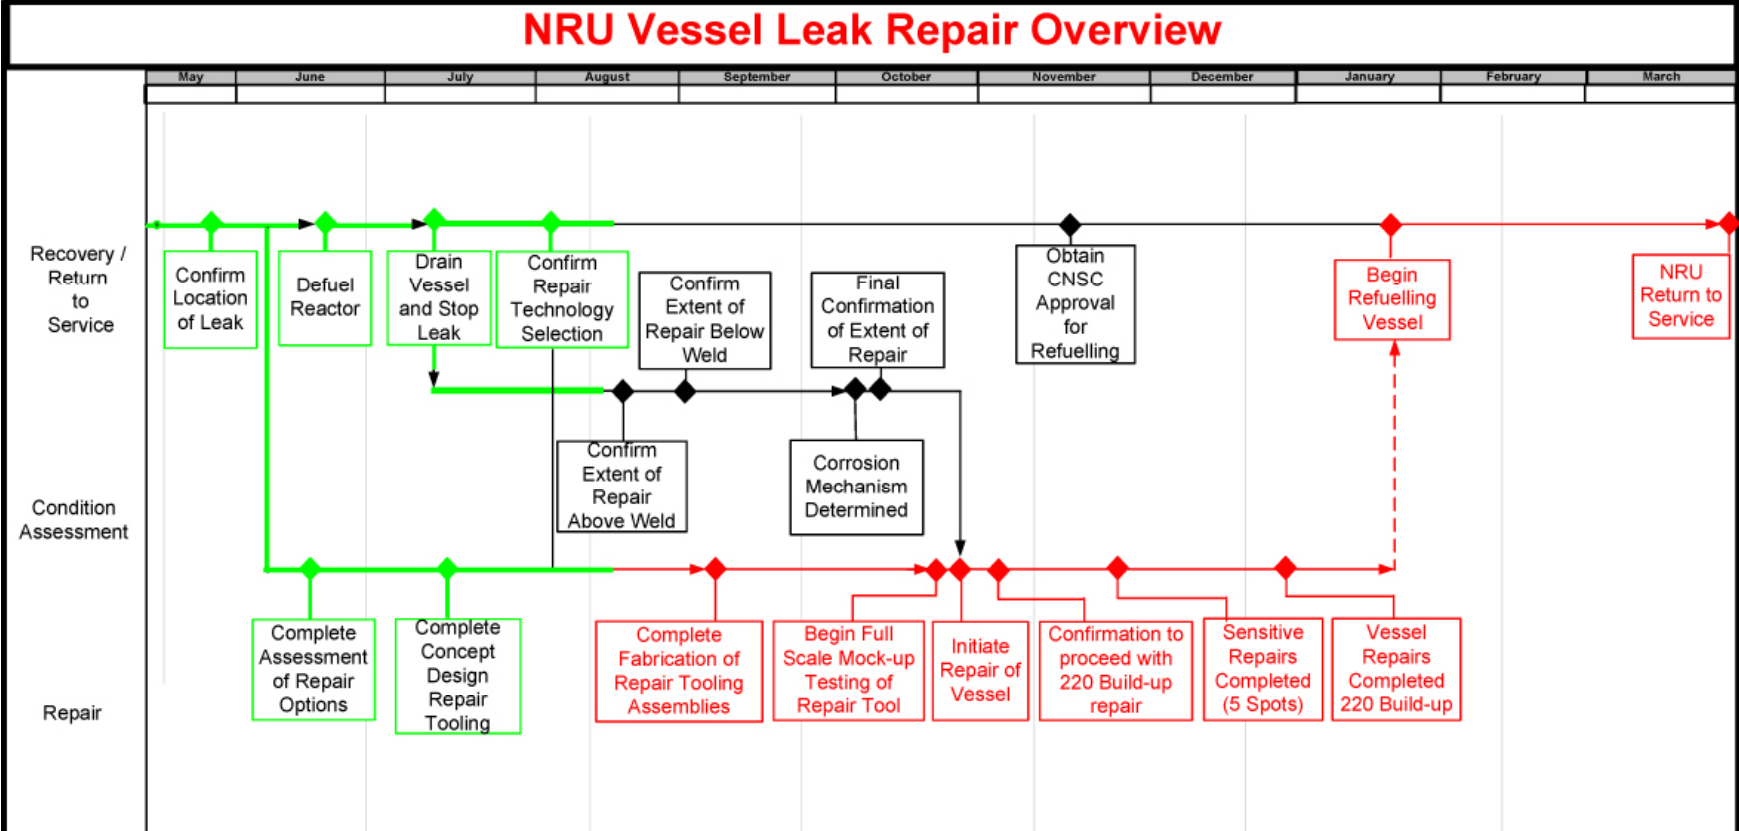 NRU Vessel Leak Repair Overview
May June July August September October November December January February March
Recovery /
Return
to
Service
Confirm
Location
of Leak
Defuel
Reactor
Drain
Vessel
and Stop
Leak
Confirm
Repair
Technology
Selection
Confirm
Extent of
Repair Below
Weld
Final
Confirmation
of Extent of
Repair
Obtain
CNSC
Approval
for
Refuelling
Begin
Refuelling
Vessel
NRU
Return to
Service
Condition
Assessment
Confirm
Extent of
Repair
Above Weld
Corrosion
Mechanism
Determined
Repair
Complete
Assessment
of Repair
Options
Complete
Concept
Design
Repair
Tooling
Complete
Fabrication of
Repair Tooling
Assemblies
Begin Full
Scale Mock-up
Testing of
Repair Tool
Initiate
Repair of
Vessel
Confirmation to
proceed with
220 Build-up
repair
Sensitive
Repairs
Completed
(5 Spots)
Vessel
Repairs
Completed
220 Build-up